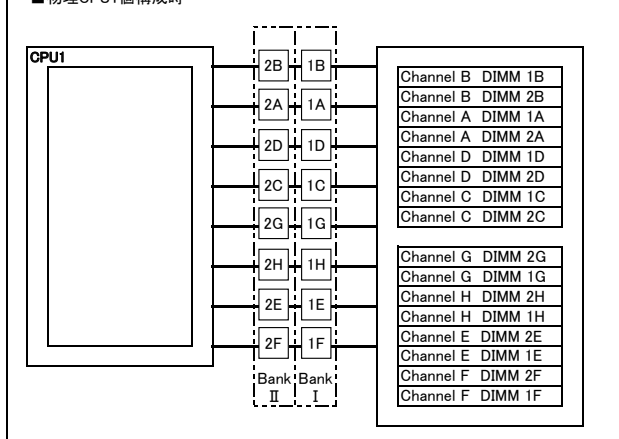 ■物理CPU1個構成時
CPU1
2B 1B
2A 1A
2D 1D
2C 1C
2G 1G
2H 1H
2E 1E
2F 1F
Bank Bank
Ⅱ Ⅰ
Channel B DIMM 1B
Channel B DIMM 2B
Channel A DIMM 1A
Channel A DIMM 2A
Channel D DIMM 1D
Channel D DIMM 2D
Channel C DIMM 1C
Channel C DIMM 2C
Channel G DIMM 2G
Channel G DIMM 1G
Channel H DIMM 2H
Channel H DIMM 1H
Channel E DIMM 2E
Channel E DIMM 1E
Channel F DIMM 2F
Channel F DIMM 1F